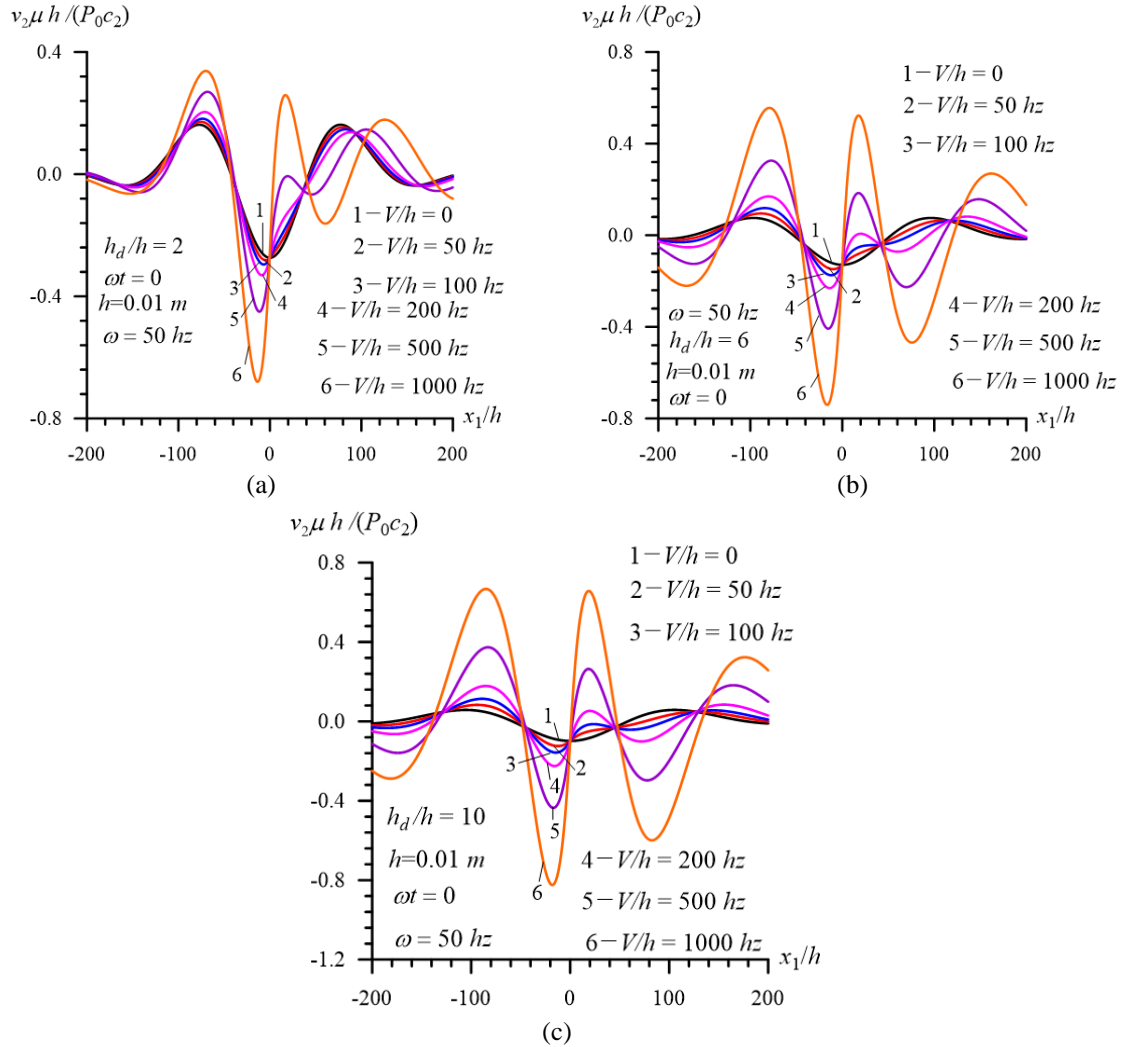 v₂μ h /(P₀c₂)
0.4
0.0
-0.4
-0.8
-200
-100
0
100
200
x₁/h
1
2
3
4
5
6
h_d/h = 2
ωt = 0
h=0.01 m
ω = 50 hz
1−V/h = 0
2−V/h = 50 hz
3−V/h = 100 hz
4−V/h = 200 hz
5−V/h = 500 hz
6−V/h = 1000 hz
(a)
v₂μ h /(P₀c₂)
0.8
0.4
0.0
-0.4
-0.8
-200
-100
0
100
200
x₁/h
1−V/h = 0
2−V/h = 50 hz
3−V/h = 100 hz
1
2
3
4
5
6
ω = 50 hz
h_d/h = 6
h=0.01 m
ωt = 0
4−V/h = 200 hz
5−V/h = 500 hz
6−V/h = 1000 hz
(b)
v₂μ h /(P₀c₂)
0.8
0.4
0.0
-0.4
-0.8
-1.2
-200
-100
0
100
200
x₁/h
1−V/h = 0
2−V/h = 50 hz
3−V/h = 100 hz
1
2
3
4
5
6
h_d/h = 10
h=0.01 m
ωt = 0
ω = 50 hz
4−V/h = 200 hz
5−V/h = 500 hz
6−V/h = 1000 hz
(c)